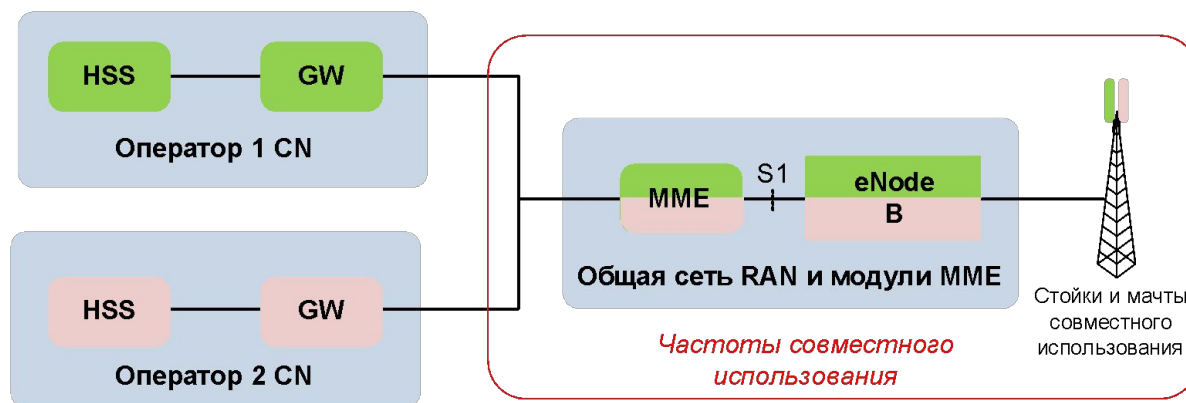 HSS
GW
Оператор 1 CN
HSS
GW
Оператор 2 CN
MME
S1
eNode
B
Общая сеть RAN и модули MME
Частоты совместного
использования
Стойки и мачты
совместного
использования